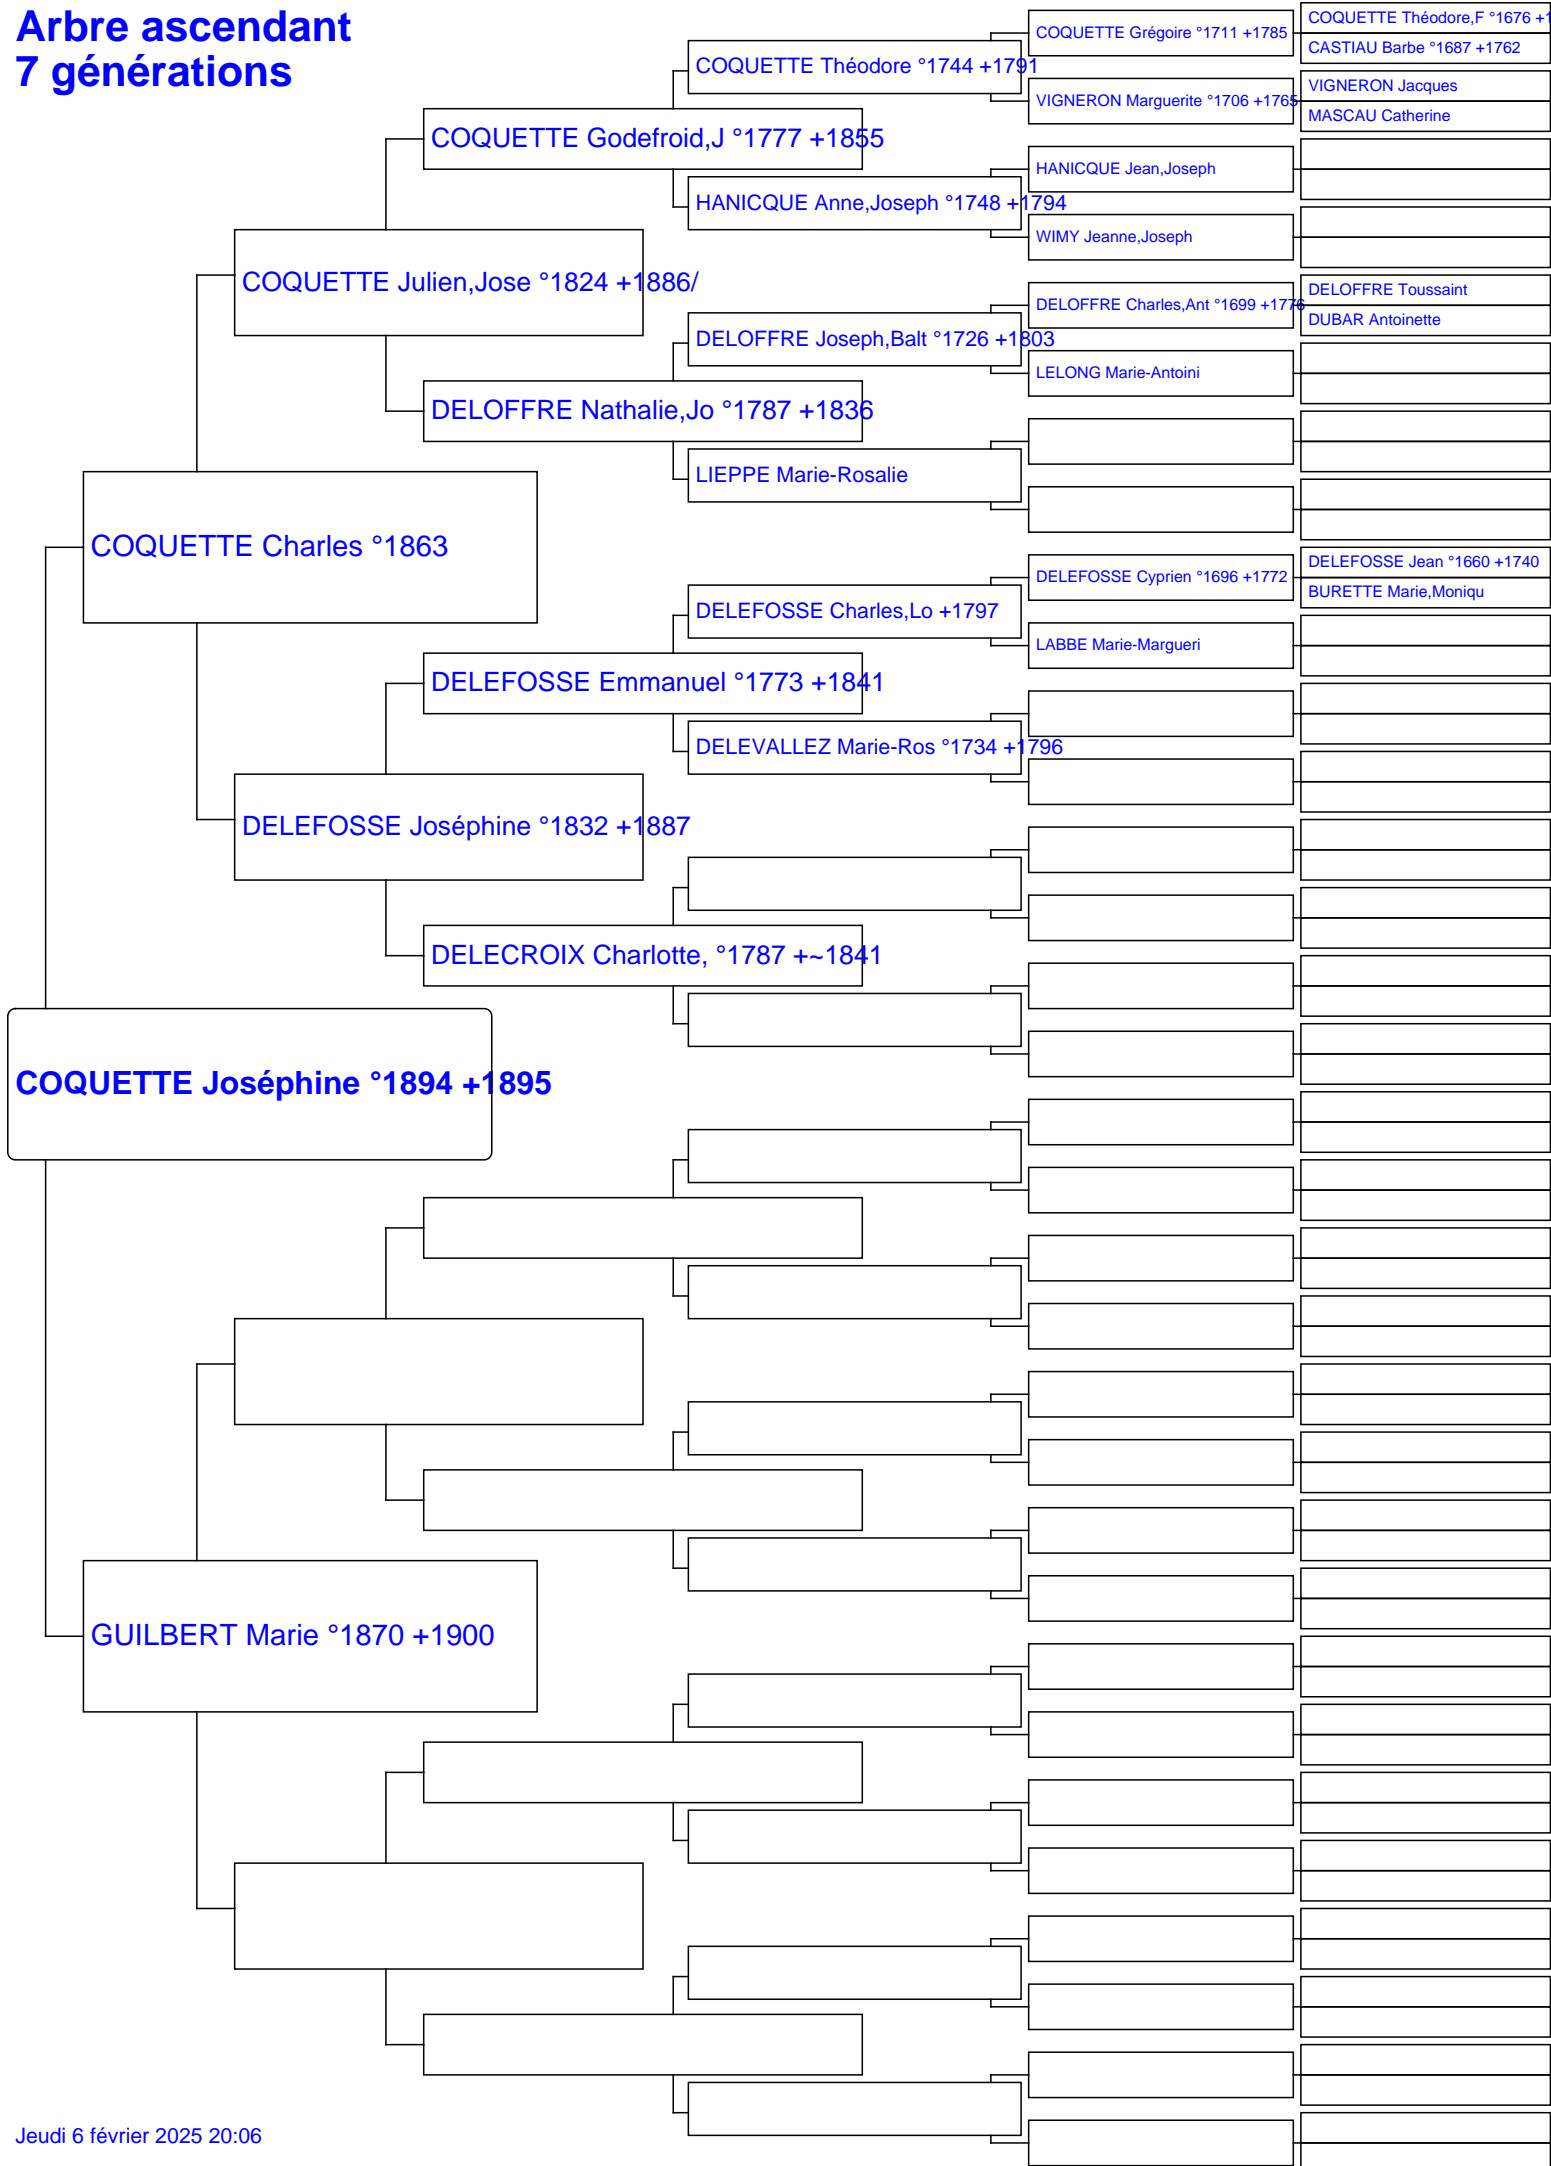 Arbre ascendant
7 générations
COQUETTE Grégoire °1711 +1785
COQUETTE Théodore,F °1676 +1
CASTIAU Barbe °1687 +1762
COQUETTE Théodore °1744 +1791
VIGNERON Marguerite °1706 +1765
VIGNERON Jacques
MASCAU Catherine
COQUETTE Godefroid,J °1777 +1855
HANICQUE Jean,Joseph
HANICQUE Anne,Joseph °1748 +1794
WIMY Jeanne,Joseph
COQUETTE Julien,Jose °1824 +1886/
DELOFFRE Charles,Ant °1699 +1776
DELOFFRE Toussaint
DUBAR Antoinette
DELOFFRE Joseph,Balt °1726 +1803
LELONG Marie-Antoini
DELOFFRE Nathalie,Jo °1787 +1836
LIEPPE Marie-Rosalie
COQUETTE Charles °1863
DELEFOSSE Cyprien °1696 +1772
DELEFOSSE Jean °1660 +1740
BURETTE Marie,Moniqu
DELEFOSSE Charles,Lo +1797
LABBE Marie-Margueri
DELEFOSSE Emmanuel °1773 +1841
DELEVALLEZ Marie-Ros °1734 +1796
DELEFOSSE Joséphine °1832 +1887
DELECROIX Charlotte, °1787 +~1841
COQUETTE Joséphine °1894 +1895
GUILBERT Marie °1870 +1900
Jeudi 6 février 2025 20:06